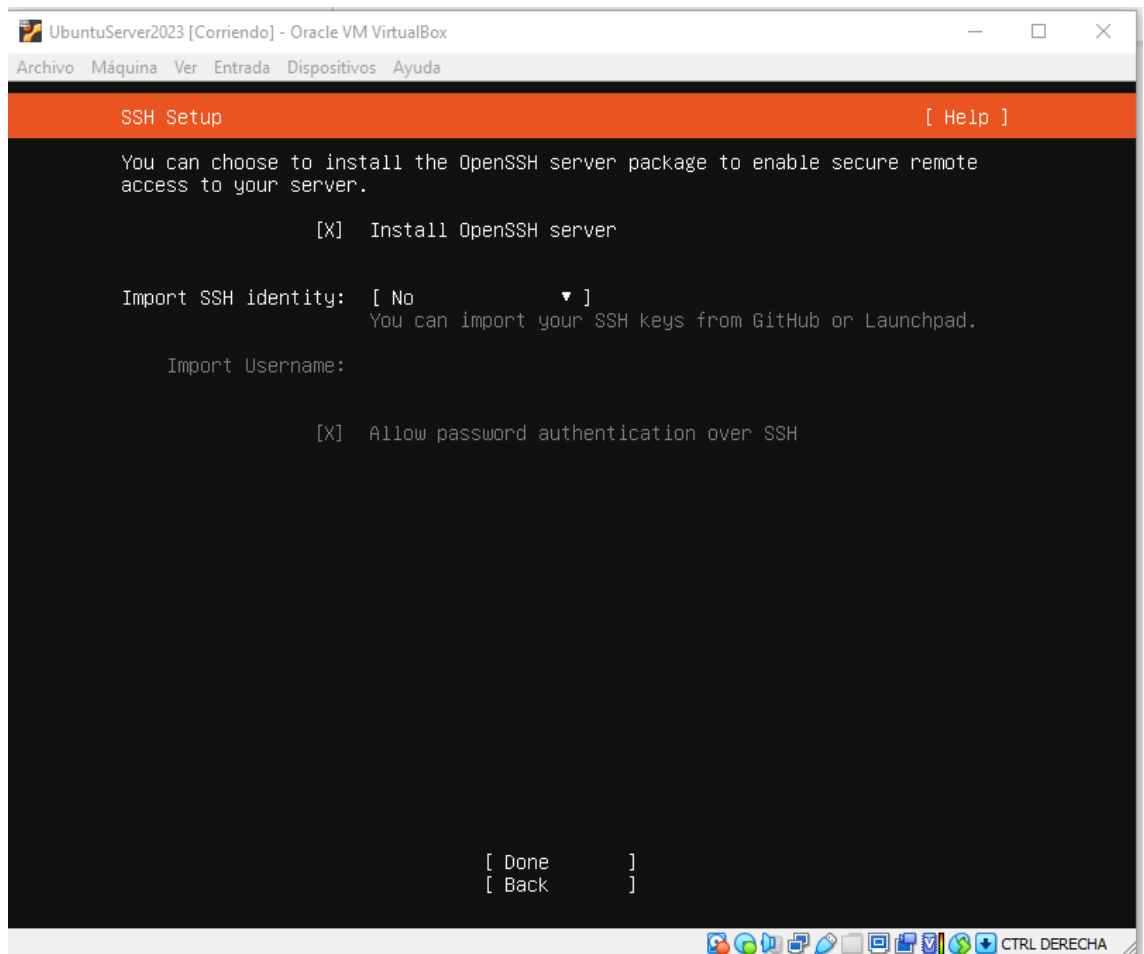 UbuntuServer2023 [Corriendo] - Oracle VM VirtualBox
Archivo Máquina Ver Entrada Dispositivos Ayuda
SSH Setup [ Help ]
You can choose to install the OpenSSH server package to enable secure remote
access to your server.
[X] Install OpenSSH server
Import SSH identity: [ No ▾ ]
You can import your SSH keys from GitHub or Launchpad.
Import Username:
[X] Allow password authentication over SSH
[ Done ]
[ Back ]
CTRL DERECHA